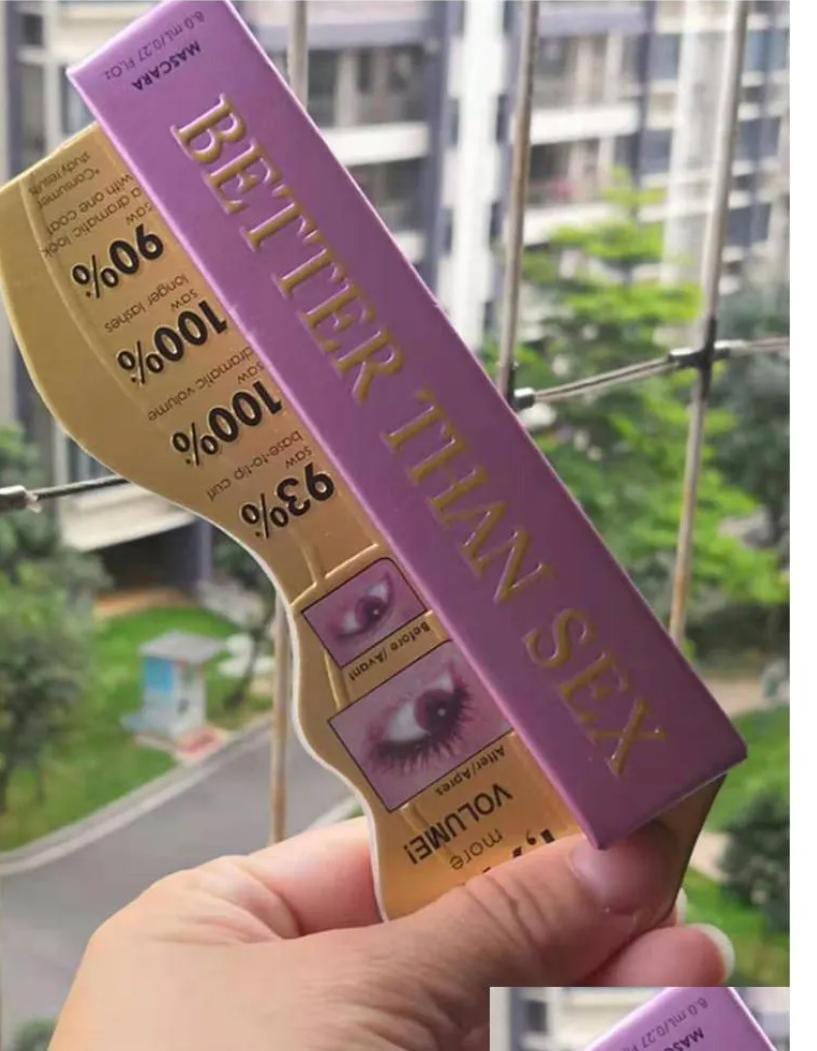 BETTER THAN SEX
MASCARA
8.0 mL/0.27 FL.Oz
more
VOLUME!
After/Apres
Before/Avant
93%
saw
base-to-tip curl
100%
saw
dramatic volume
100%
saw
longer lashes
90%
saw
a dramatic look
with one coat
*Consumer
study results